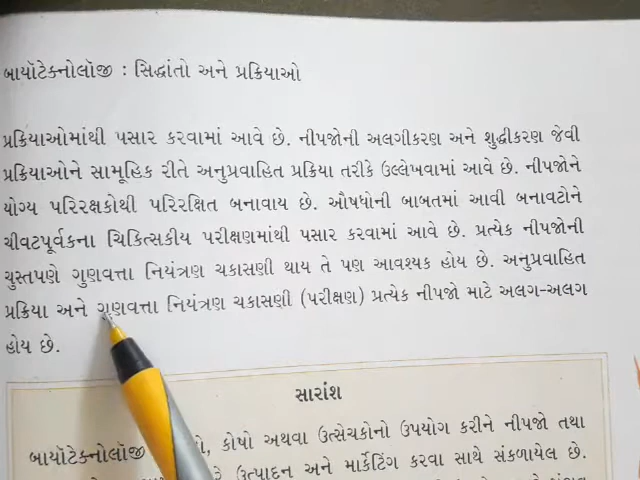 બાયૉટેક્નોલૉજી : સિદ્ધાંતો અને પ્રક્રિયાઓ
પ્રક્રિયાઓમાંથી પસાર કરવામાં આવે છે. નીપજોની અલગીકરણ અને શુદ્ધીકરણ જેવી
પ્રક્રિયાઓને સામૂહિક રીતે અનુપ્રવાહિત પ્રક્રિયા તરીકે ઉલ્લેખવામાં આવે છે. નીપજોને
યોગ્ય પરિરક્ષકોથી પરિરક્ષિત બનાવાય છે. ઔષધોની બાબતમાં આવી બનાવટોને
ચીવટપૂર્વકના ચિકિત્સકીય પરીક્ષણમાંથી પસાર કરવામાં આવે છે. પ્રત્યેક નીપજોની
ચુસ્તપણે ગુણવત્તા નિયંત્રણ ચકાસણી થાય તે પણ આવશ્યક હોય છે. અનુપ્રવાહિત
પ્રક્રિયા અને ગુણવત્તા નિયંત્રણ ચકાસણી (પરીક્ષણ) પ્રત્યેક નીપજો માટે અલગ-અલગ
હોય છે.
સારાંશ
બાયૉટેક્નોલૉજી કોષો અથવા ઉત્સેચકોનો ઉપયોગ કરીને નીપજો તથા
ઉત્પાદન અને માર્કેટિંગ કરવા સાથે સંકળાયેલ છે.